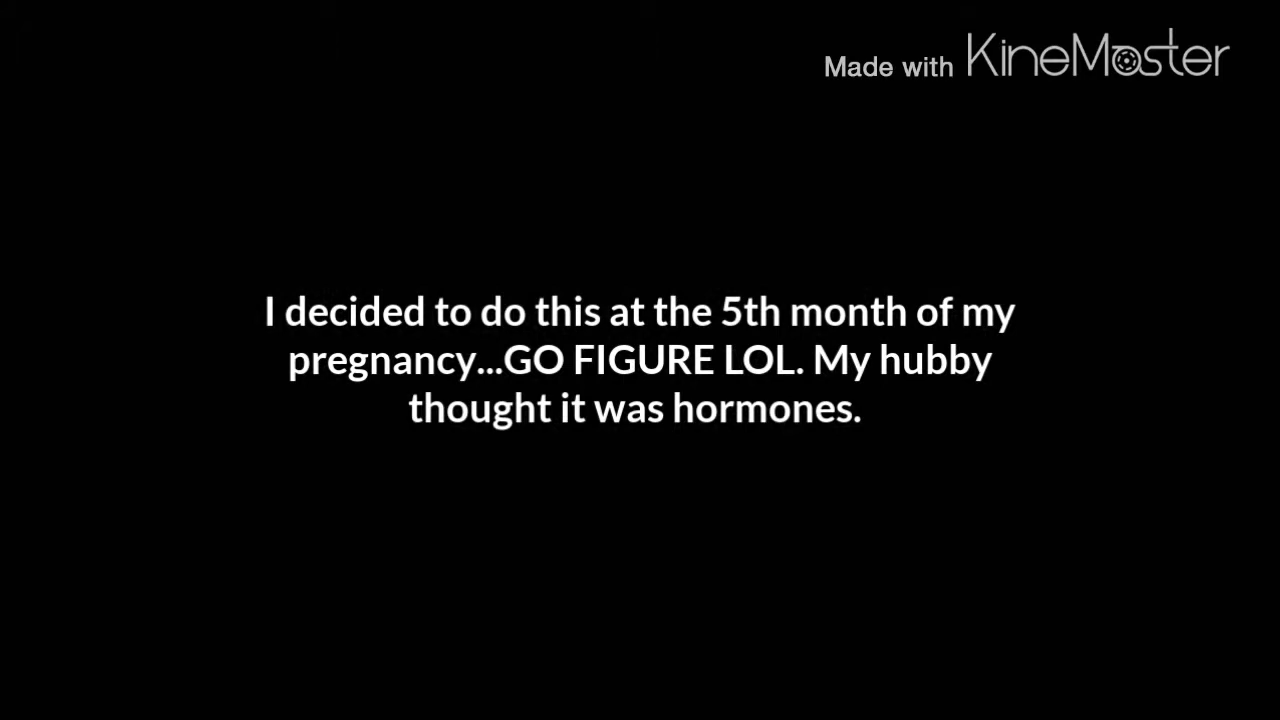 Made with KineMaster
I decided to do this at the 5th month of my
pregnancy...GO FIGURE LOL. My hubby
thought it was hormones.